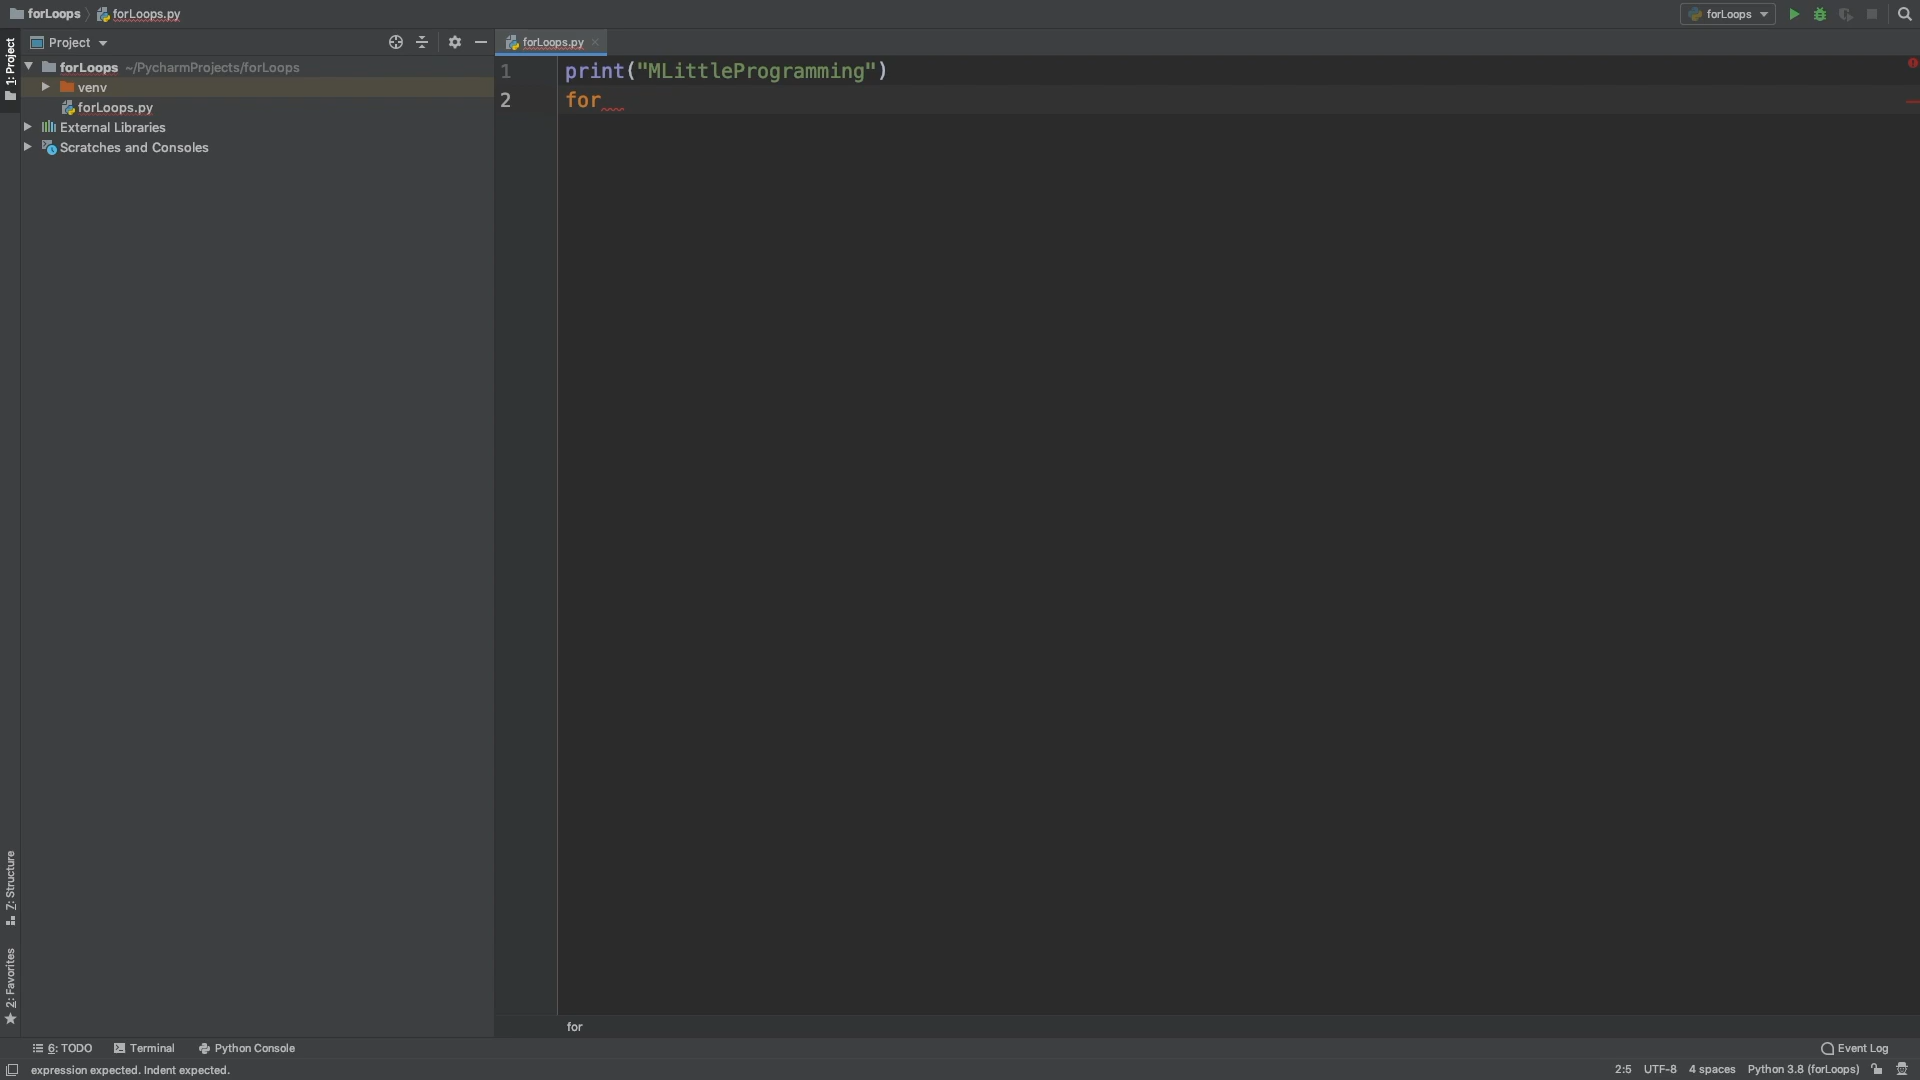 forLoops forLoops.py
forLoops
1: Project
Project
forLoops ~/PycharmProjects/forLoops
venv
forLoops.py
External Libraries
Scratches and Consoles
forLoops.py
1 print("MLittleProgramming")
2 for
for
7: Structure
2: Favorites
6: TODO Terminal Python Console Event Log
expression expected. Indent expected. 2:5 UTF-8 4 spaces Python 3.8 (forLoops)